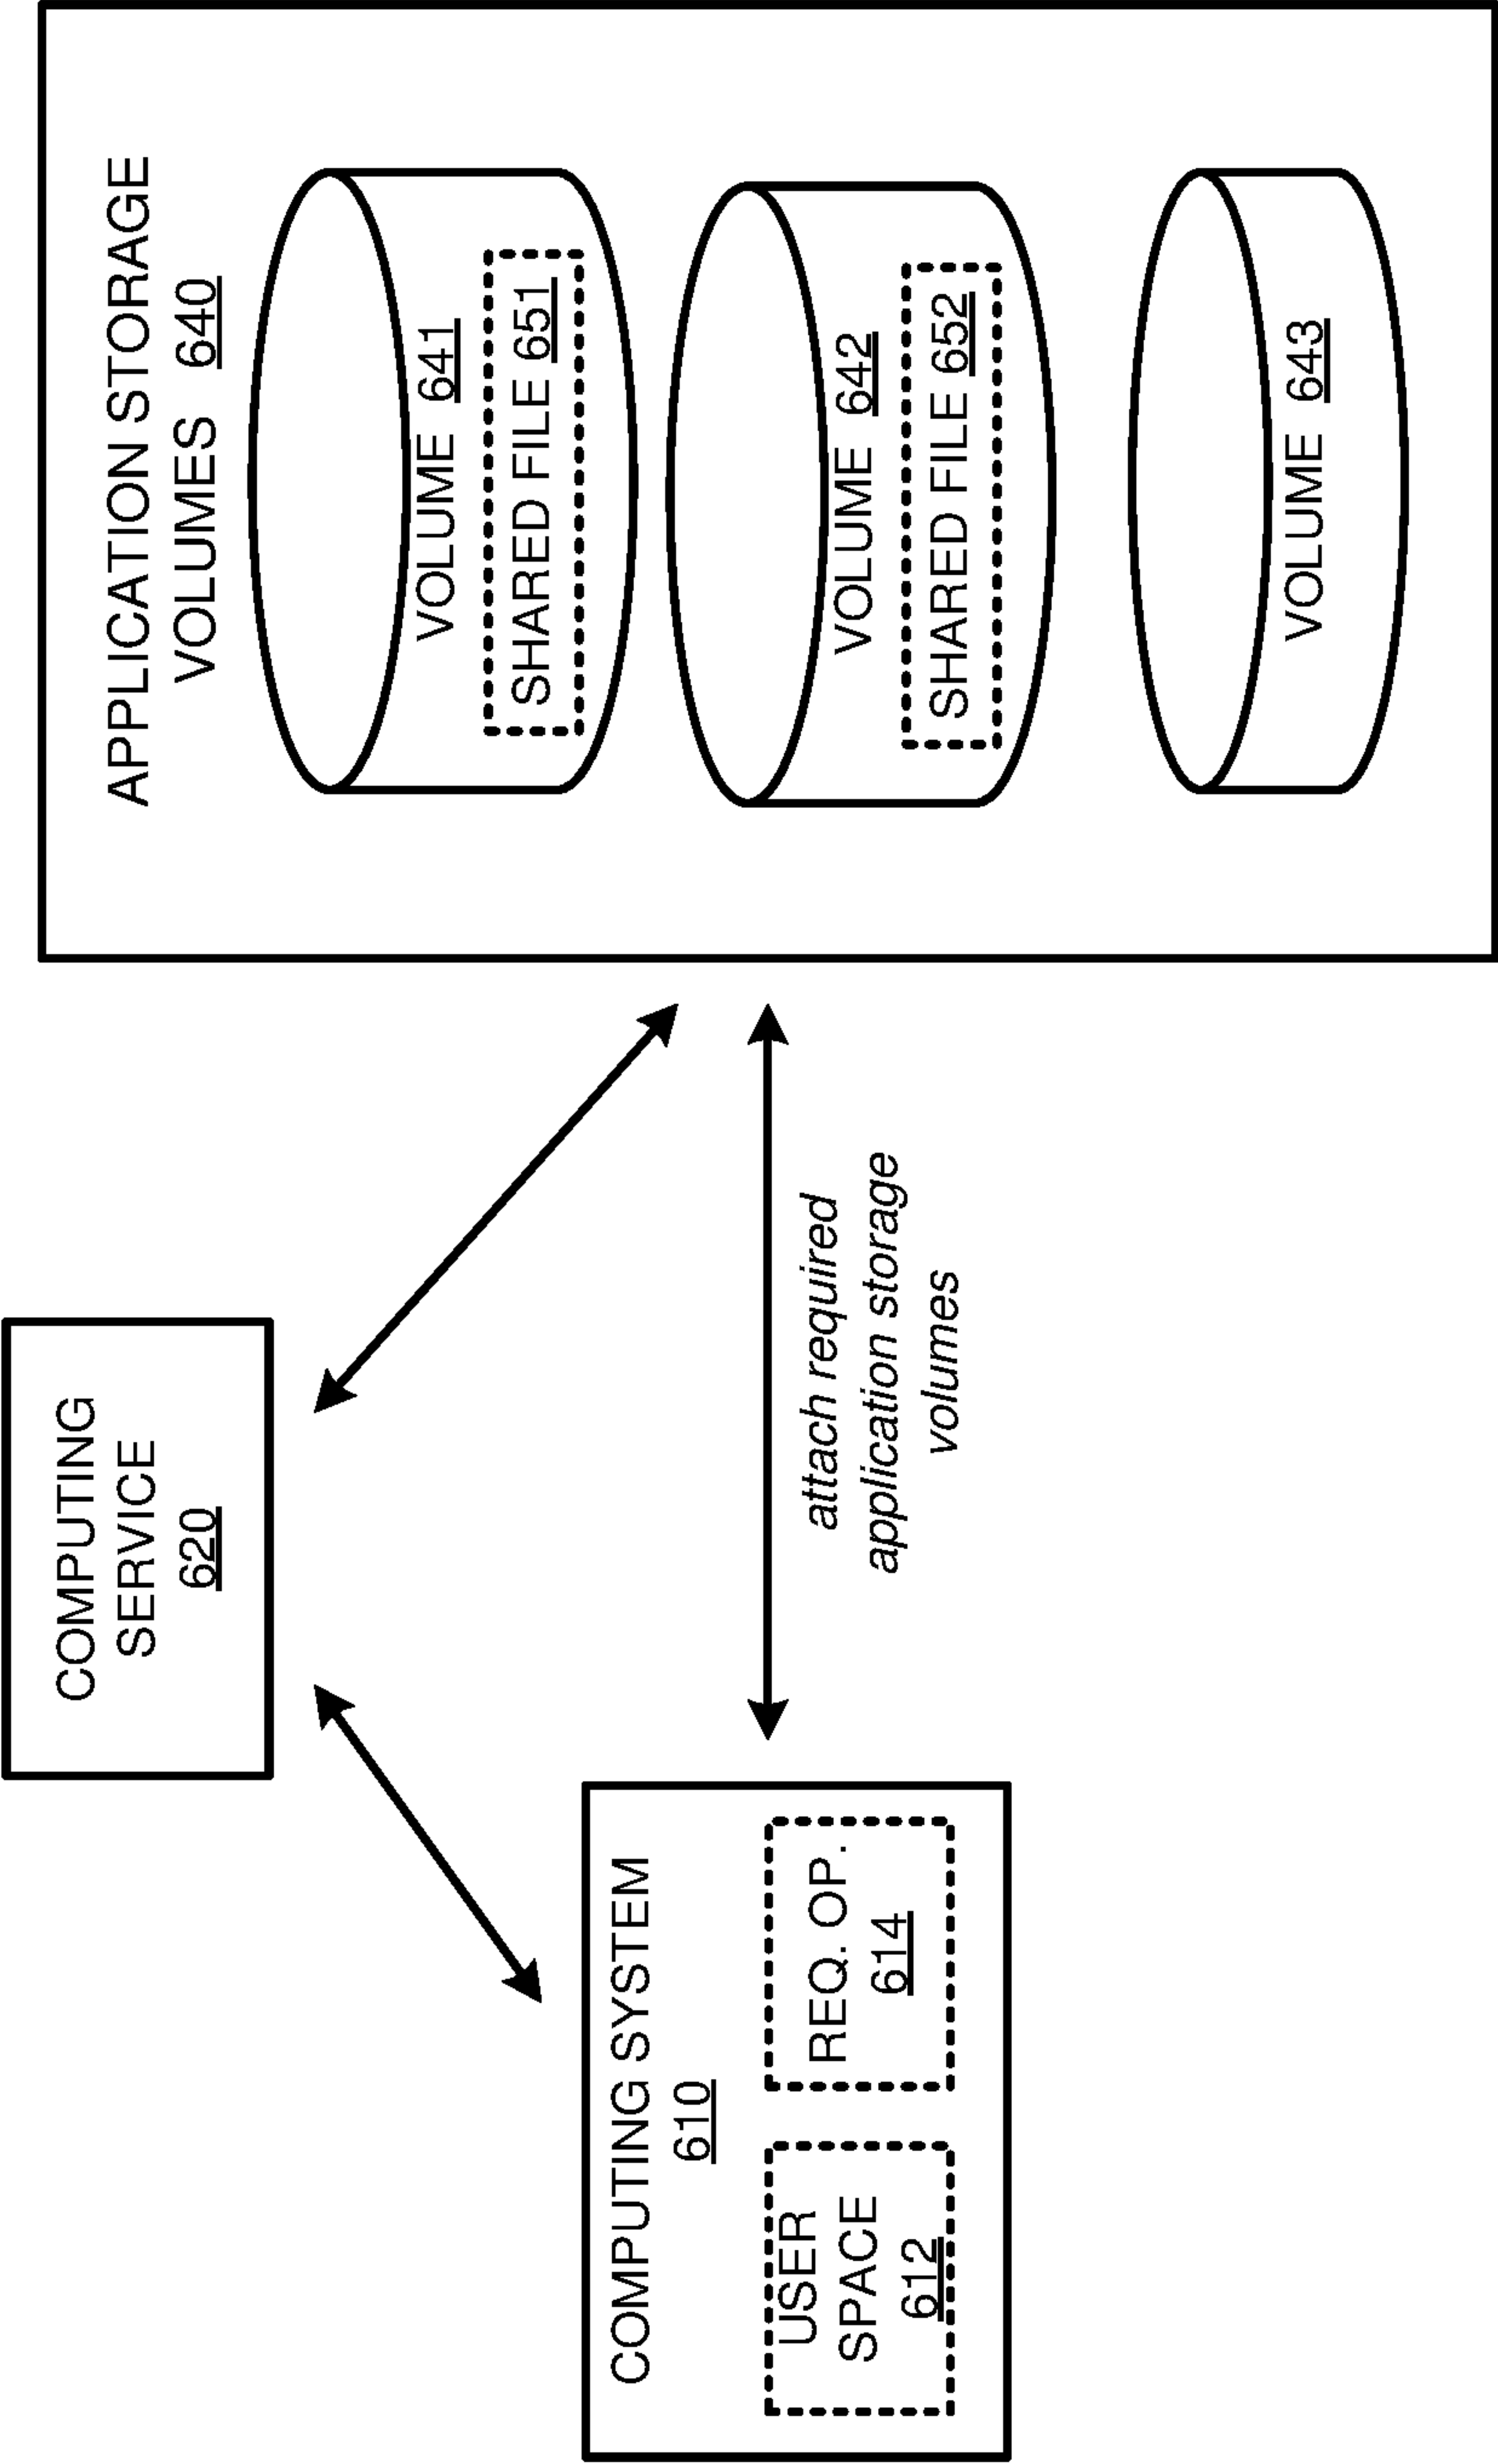 COMPUTING
SERVICE
620
COMPUTING SYSTEM
610
USER
SPACE
612
REQ. OP.
614
attach required
application storage
volumes
APPLICATION STORAGE
VOLUMES 640
VOLUME 641
SHARED FILE 651
VOLUME 642
SHARED FILE 652
VOLUME 643